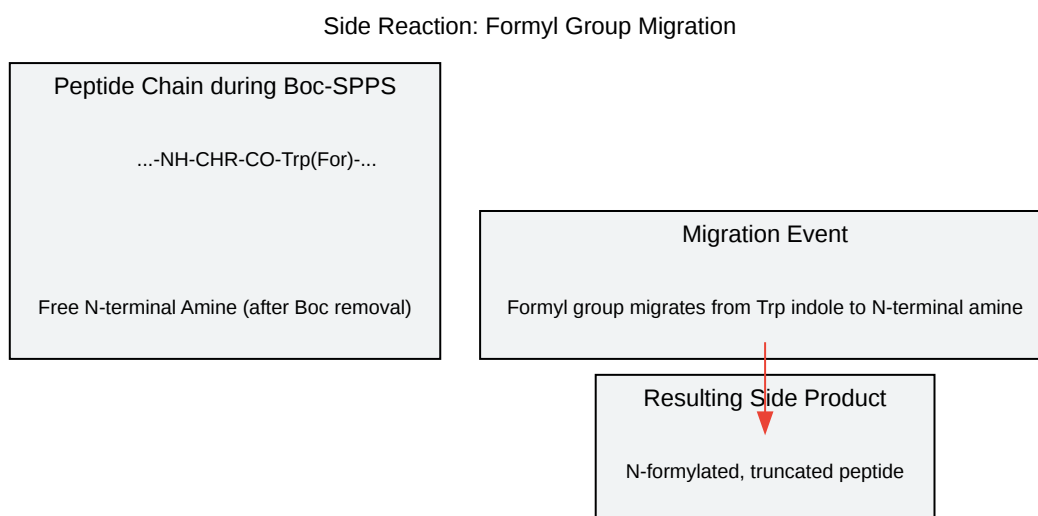 Side Reaction: Formyl Group Migration
Peptide Chain during Boc-SPPS
...-NH-CHR-CO-Trp(For)-...
Free N-terminal Amine (after Boc removal)
Migration Event
Formyl group migrates from Trp indole to N-terminal amine
Resulting Side Product
N-formylated, truncated peptide